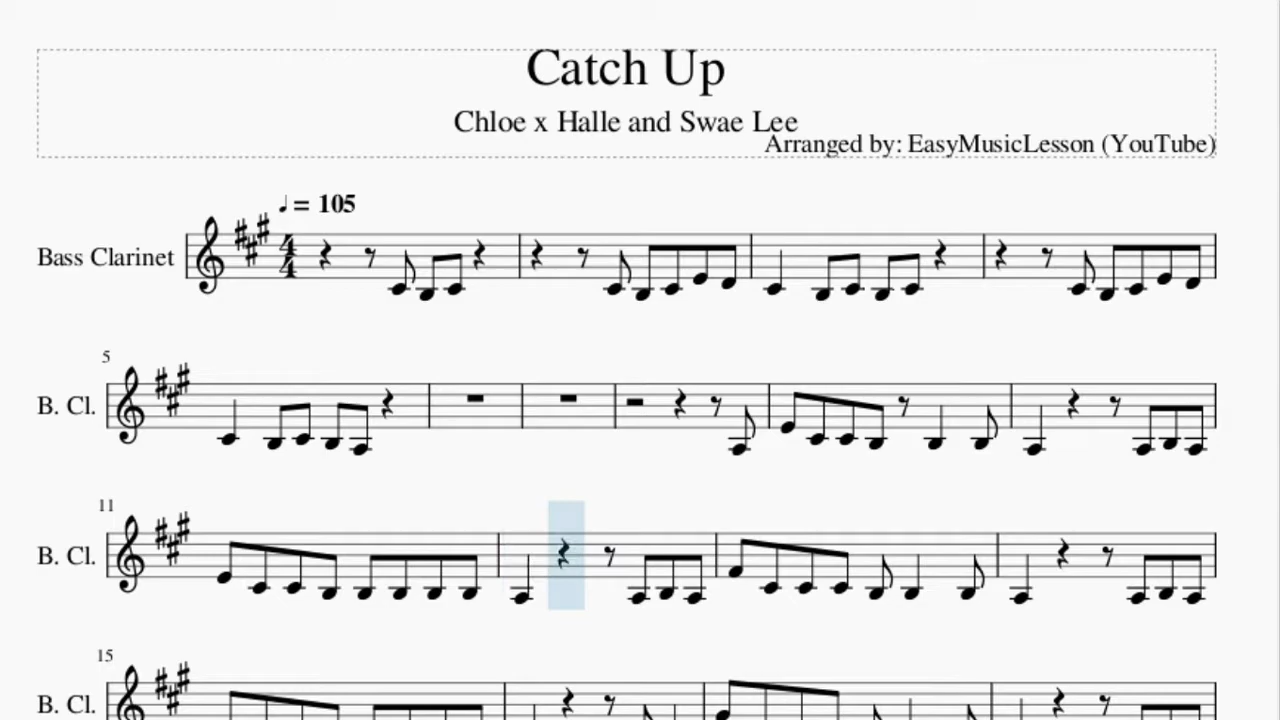 Catch Up
Chloe x Halle and Swae Lee
Arranged by: EasyMusicLesson (YouTube)
♩ = 105
Bass Clarinet
4
4
5
B. Cl.
11
B. Cl.
15
B. Cl.